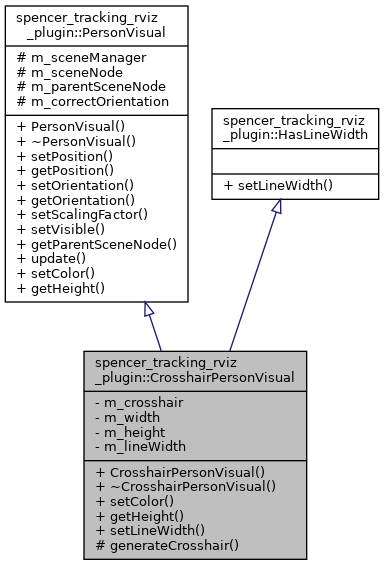 spencer_tracking_rviz
_plugin::PersonVisual
# m_sceneManager
# m_sceneNode
# m_parentSceneNode
# m_correctOrientation
+ PersonVisual()
+ ~PersonVisual()
+ setPosition()
+ getPosition()
+ setOrientation()
+ getOrientation()
+ setScalingFactor()
+ setVisible()
+ getParentSceneNode()
+ update()
+ setColor()
+ getHeight()
spencer_tracking_rviz
_plugin::HasLineWidth
+ setLineWidth()
spencer_tracking_rviz
_plugin::CrosshairPersonVisual
- m_crosshair
- m_width
- m_height
- m_lineWidth
+ CrosshairPersonVisual()
+ ~CrosshairPersonVisual()
+ setColor()
+ getHeight()
+ setLineWidth()
# generateCrosshair()